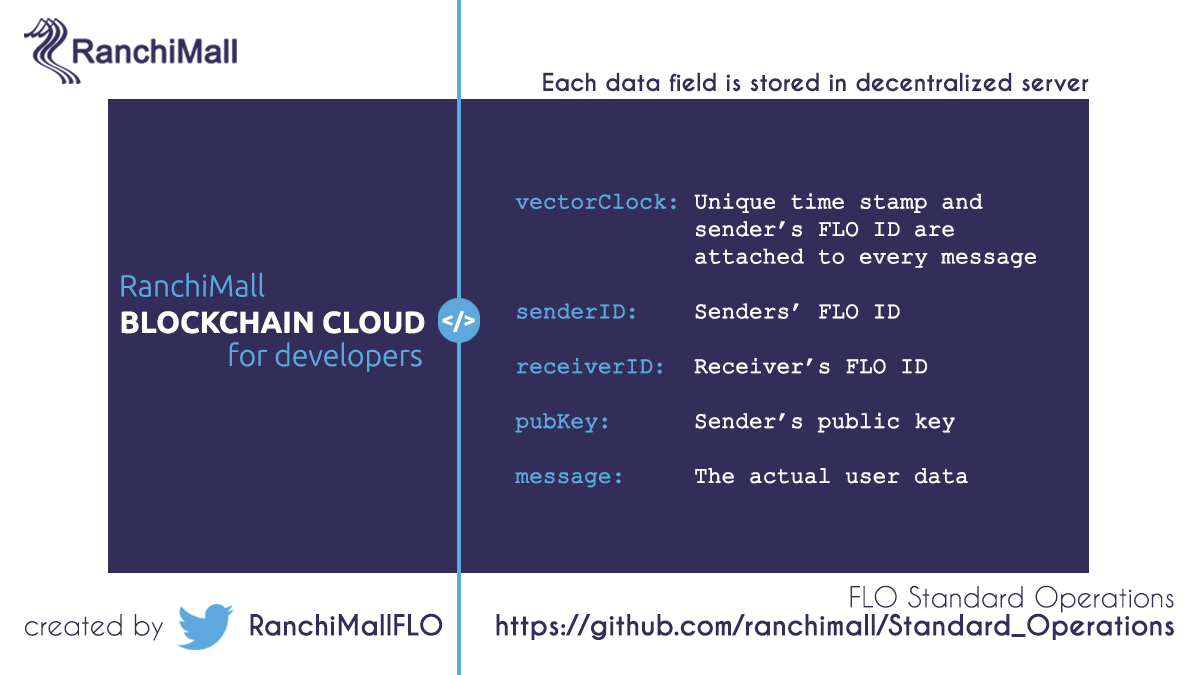 RanchiMall
Each data field is stored in decentralized server
RanchiMall
BLOCKCHAIN CLOUD
for developers
</>
vectorClock: Unique time stamp and
sender’s FLO ID are
attached to every message
senderID: Senders’ FLO ID
receiverID: Receiver’s FLO ID
pubKey: Sender’s public key
message: The actual user data
created by RanchiMallFLO
FLO Standard Operations
https://github.com/ranchimall/Standard_Operations